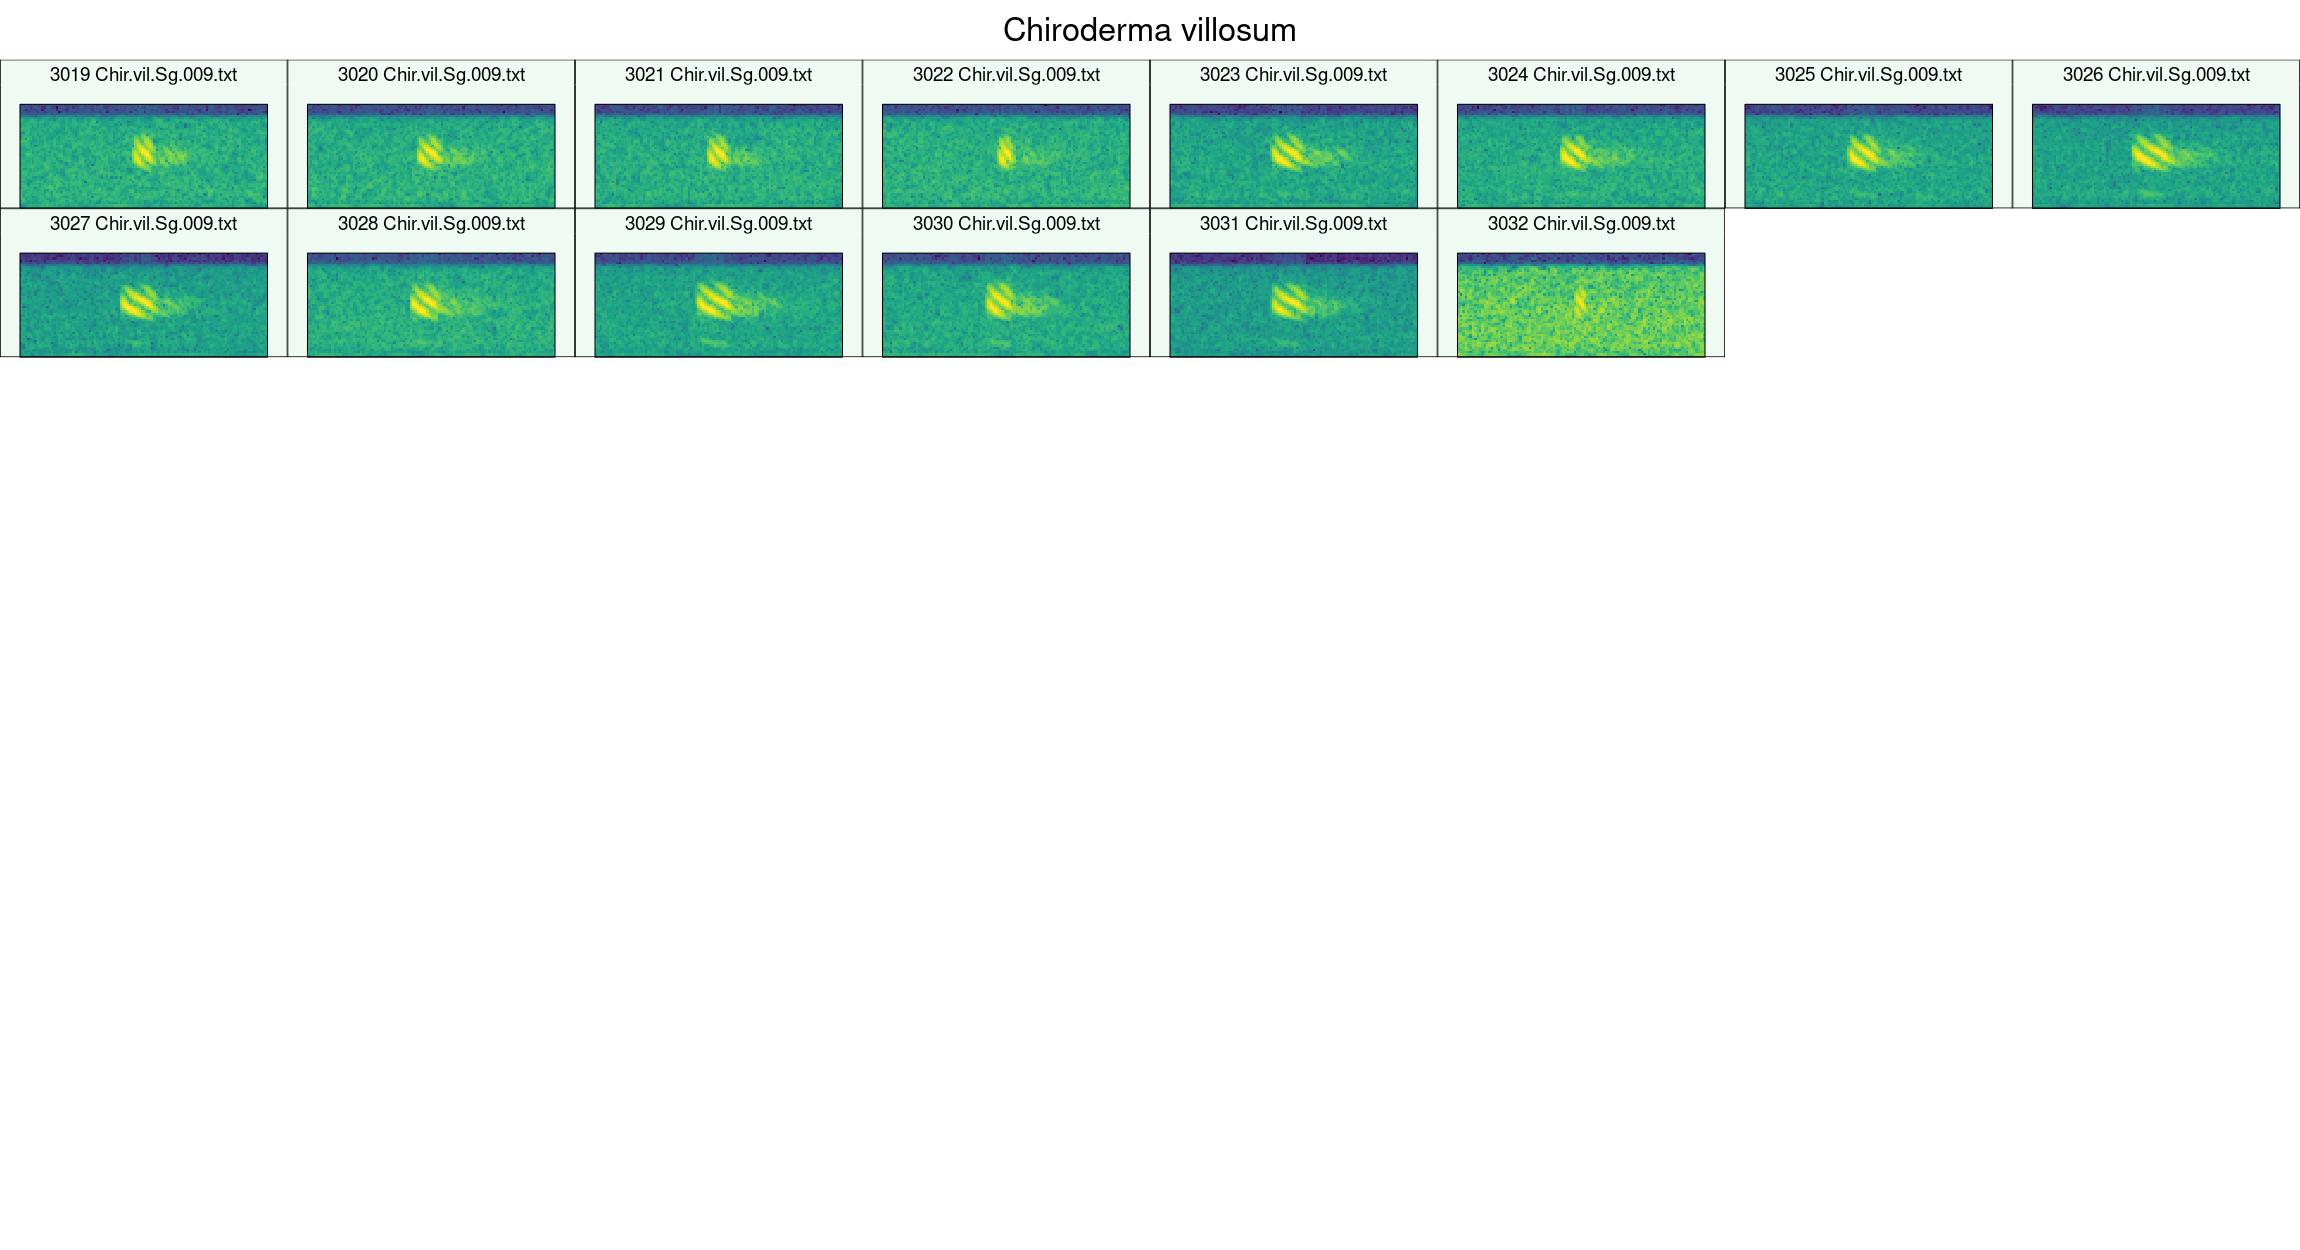 Chiroderma villosum
3019 Chir.vil.Sg.009.txt
3020 Chir.vil.Sg.009.txt
3021 Chir.vil.Sg.009.txt
3022 Chir.vil.Sg.009.txt
3023 Chir.vil.Sg.009.txt
3024 Chir.vil.Sg.009.txt
3025 Chir.vil.Sg.009.txt
3026 Chir.vil.Sg.009.txt
3027 Chir.vil.Sg.009.txt
3028 Chir.vil.Sg.009.txt
3029 Chir.vil.Sg.009.txt
3030 Chir.vil.Sg.009.txt
3031 Chir.vil.Sg.009.txt
3032 Chir.vil.Sg.009.txt